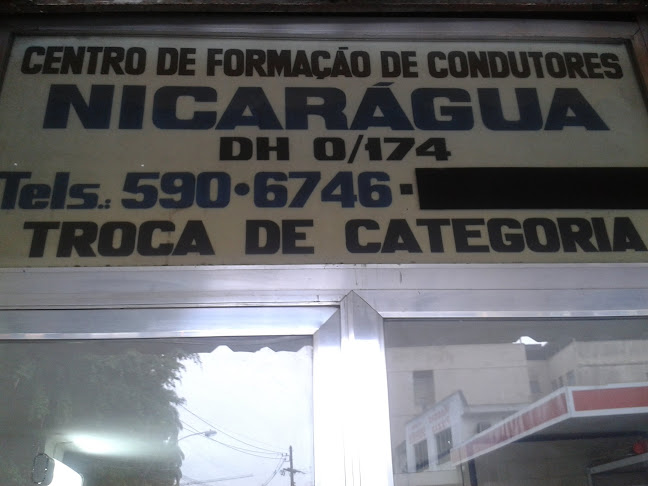 CENTRO DE FORMAÇÃO DE CONDUTORES
NICARÁGUA
DH 0/174
Tels.: 590•6746 -
TROCA DE CATEGORIA